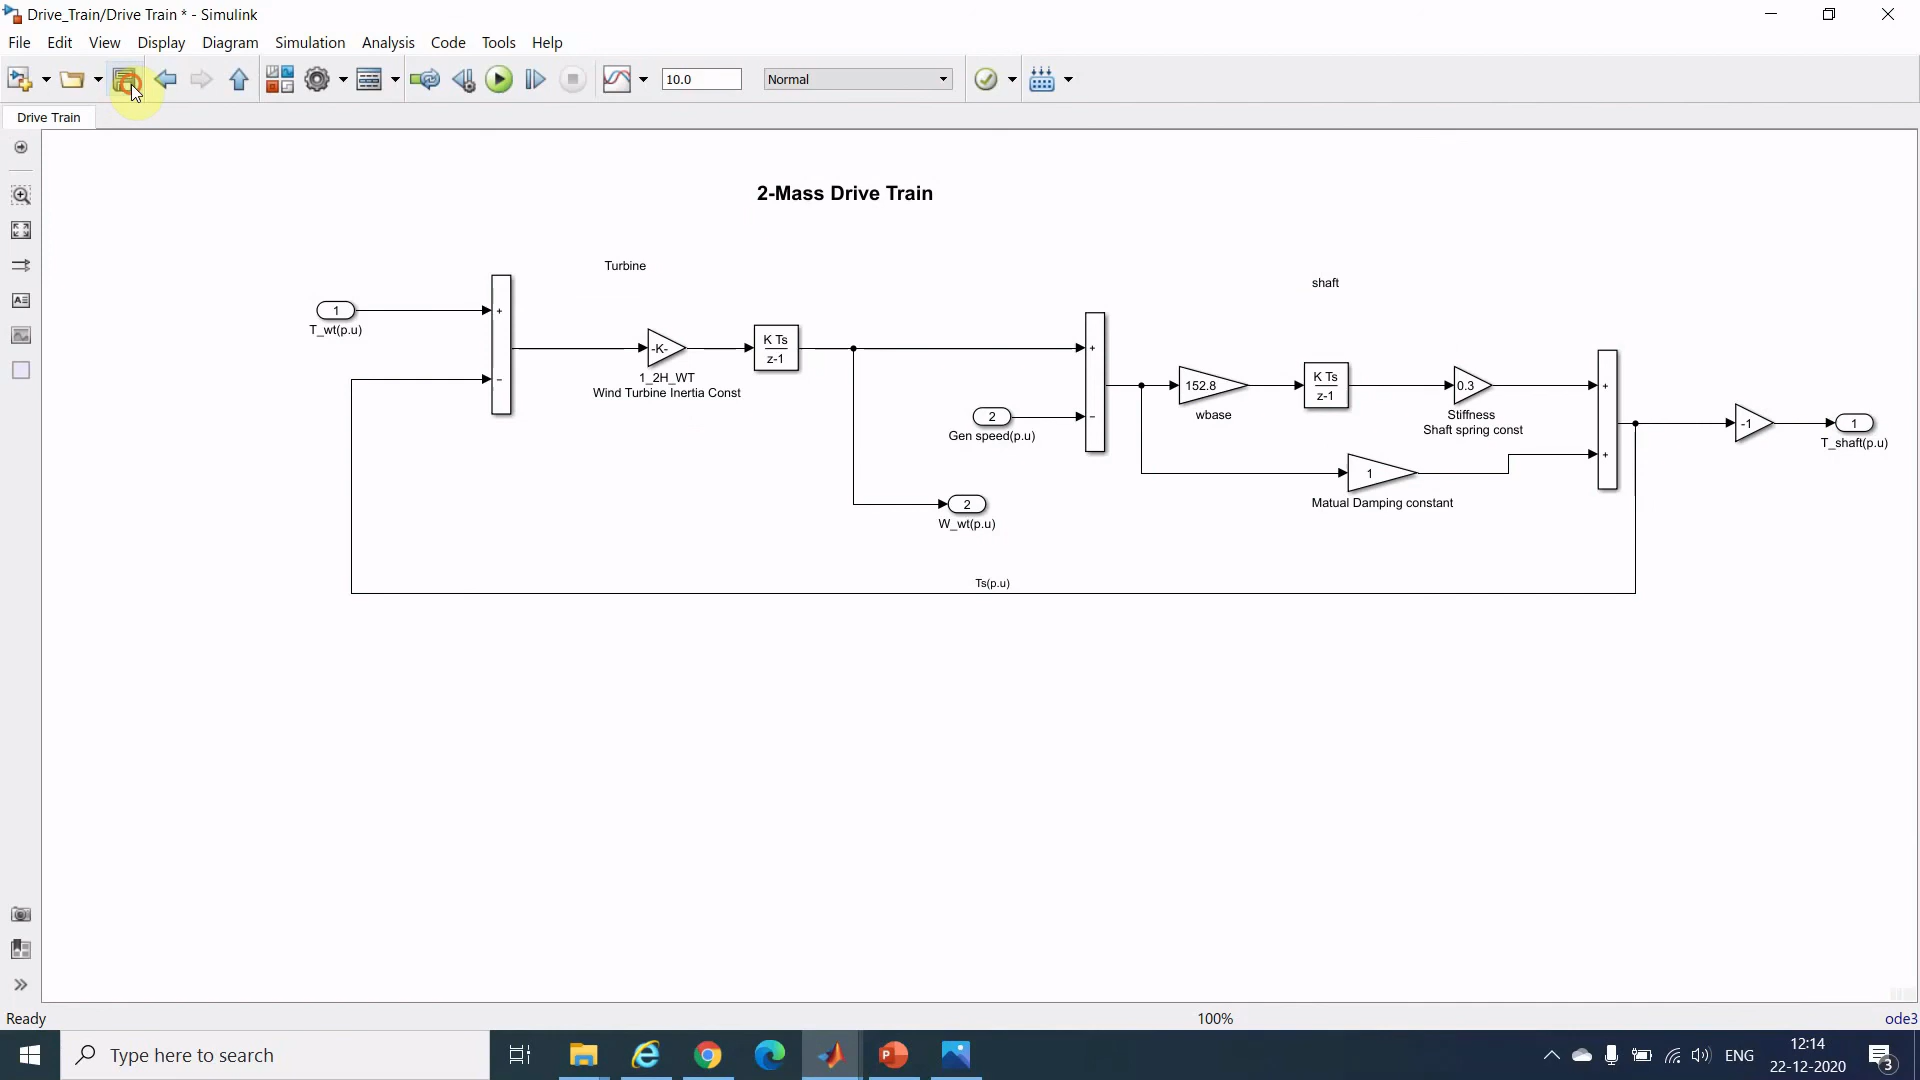 Drive_Train/Drive Train * - Simulink
File Edit View Display Diagram Simulation Analysis Code Tools Help
10.0 Normal
Drive Train
2-Mass Drive Train
Turbine
shaft
1
T_wt(p.u)
+
−
-K-
1_2H_WT
Wind Turbine Inertia Const
K Ts
z-1
2
Gen speed(p.u)
+
−
2
W_wt(p.u)
152.8
wbase
K Ts
z-1
0.3
Stiffness
Shaft spring const
1
Matual Damping constant
+
+
-1
1
T_shaft(p.u)
Ts(p.u)
Ready 100% ode3
Type here to search
ENG
12:14
22-12-2020
3